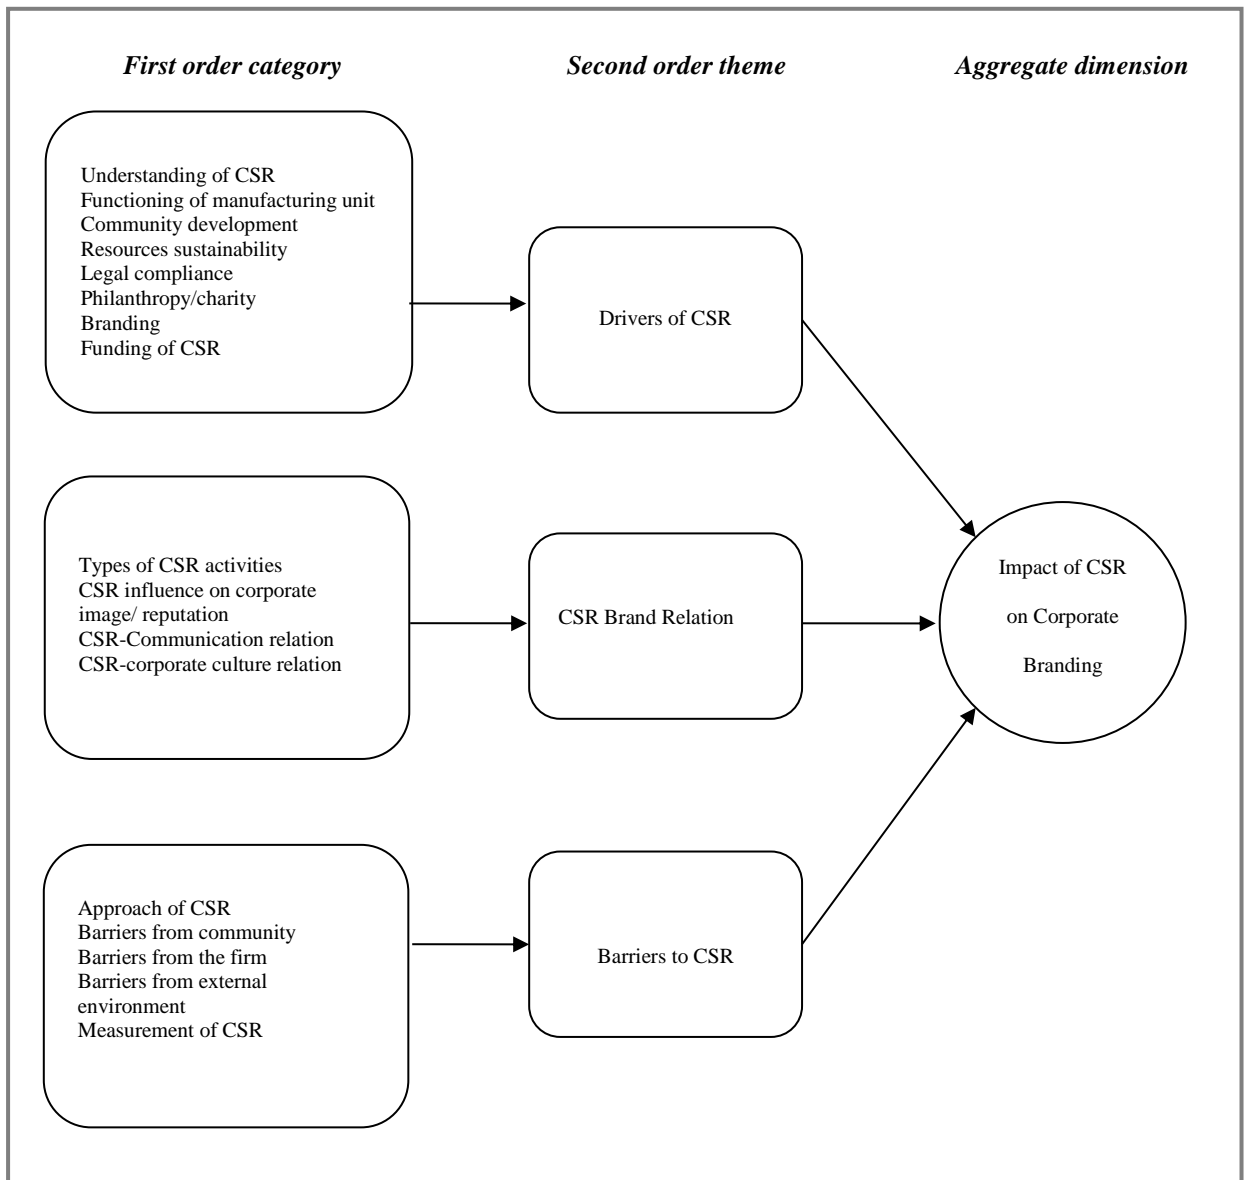 First order category
Second order theme
Aggregate dimension
Understanding of CSR
Functioning of manufacturing unit
Community development
Resources sustainability
Legal compliance
Philanthropy/charity
Branding
Funding of CSR
Drivers of CSR
Types of CSR activities
CSR influence on corporate
image/ reputation
CSR-Communication relation
CSR-corporate culture relation
CSR Brand Relation
Impact of CSR
on Corporate
Branding
Approach of CSR
Barriers from community
Barriers from the firm
Barriers from external
environment
Measurement of CSR
Barriers to CSR